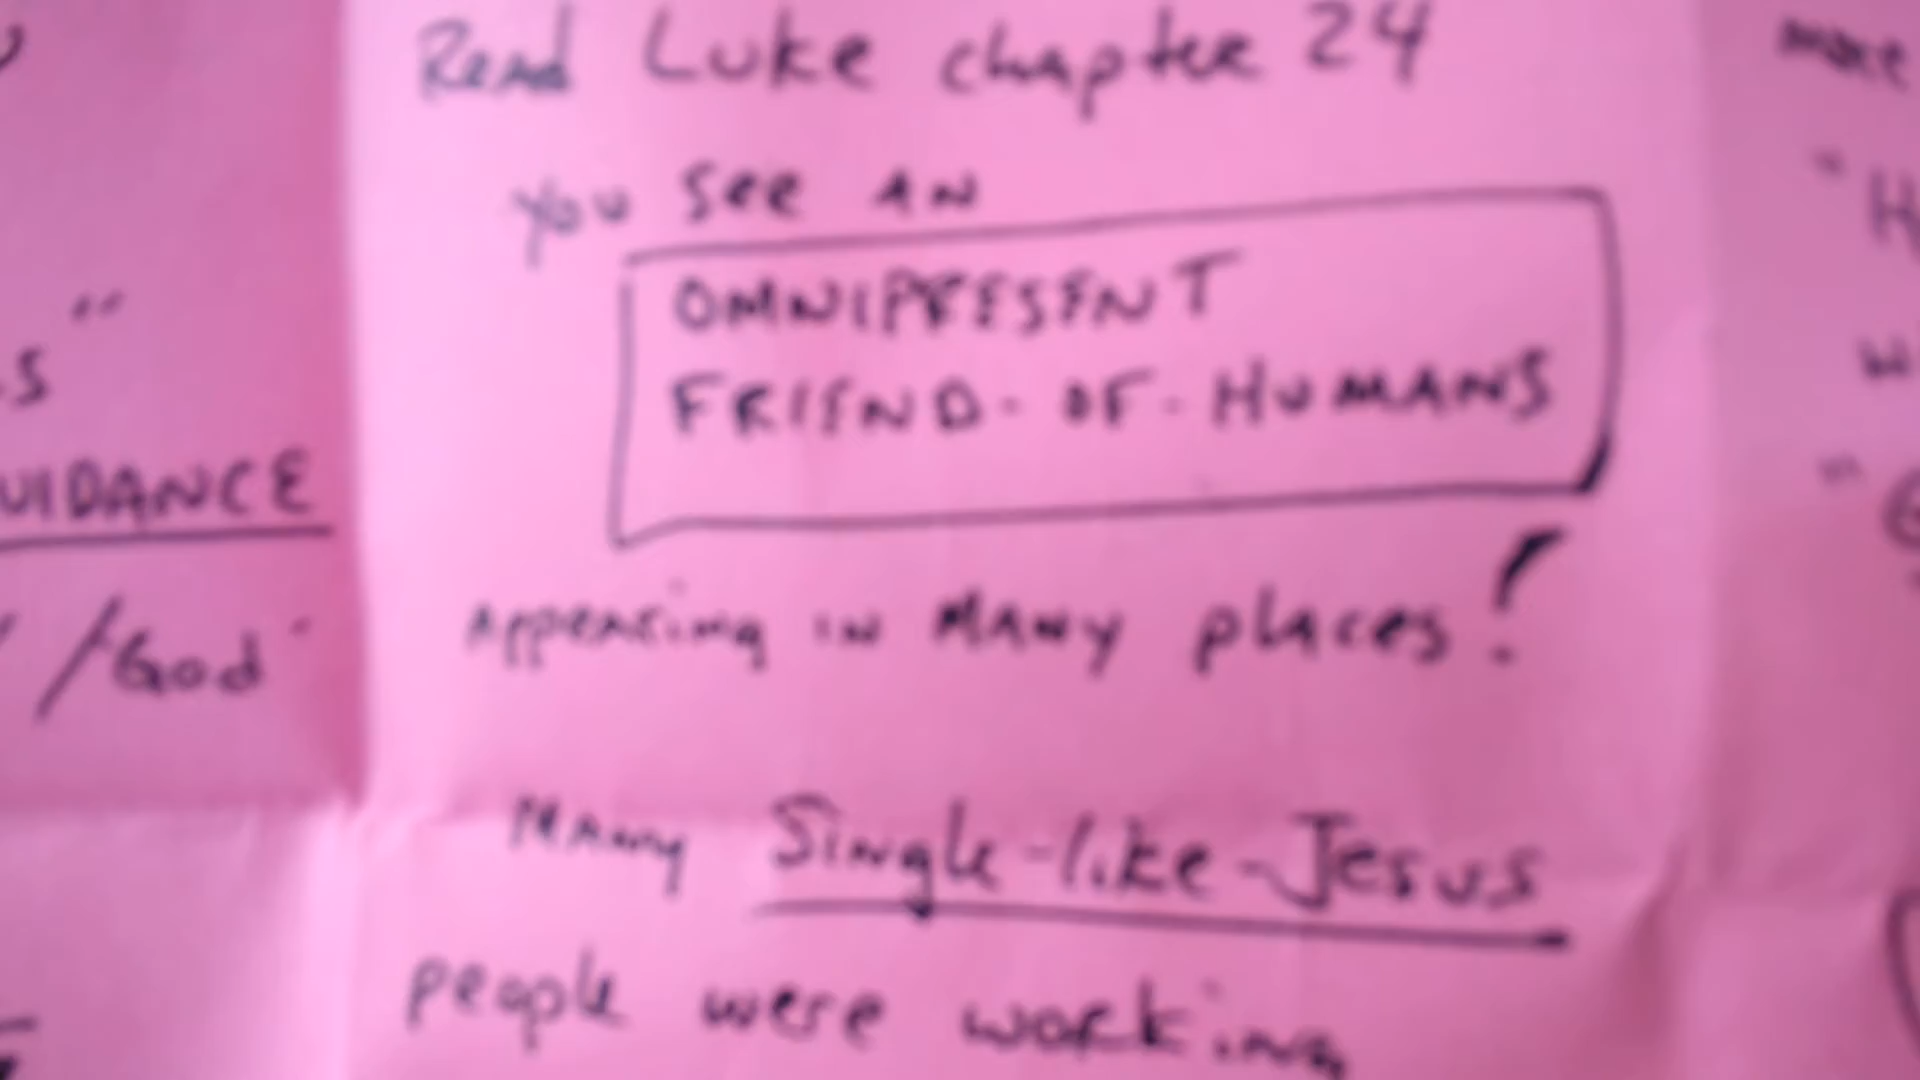 Read Luke chapter 24
you see an
OMNIPRESENT
FRIEND-OF-HUMANS
Appearing in MANY places!
Many Single-like-Jesus
people were working
s"
UIDANCE
/God
more
"H